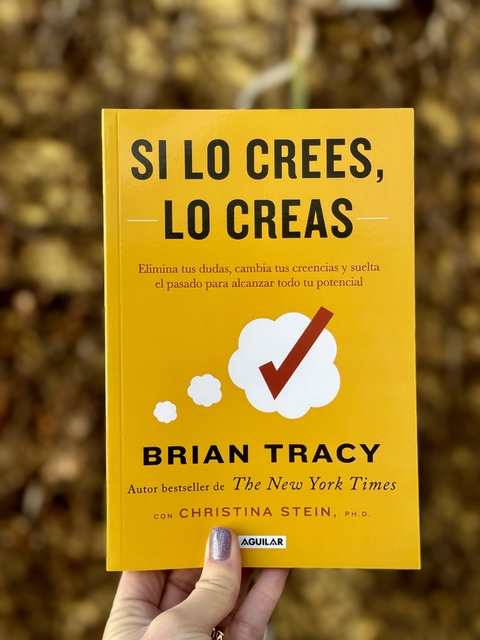 SI LO CREES,
LO CREAS
Elimina tus dudas, cambia tus creencias y suelta
el pasado para alcanzar todo tu potencial
BRIAN TRACY
Autor bestseller de The New York Times
CON CHRISTINA STEIN, PH.D.
AGUILAR